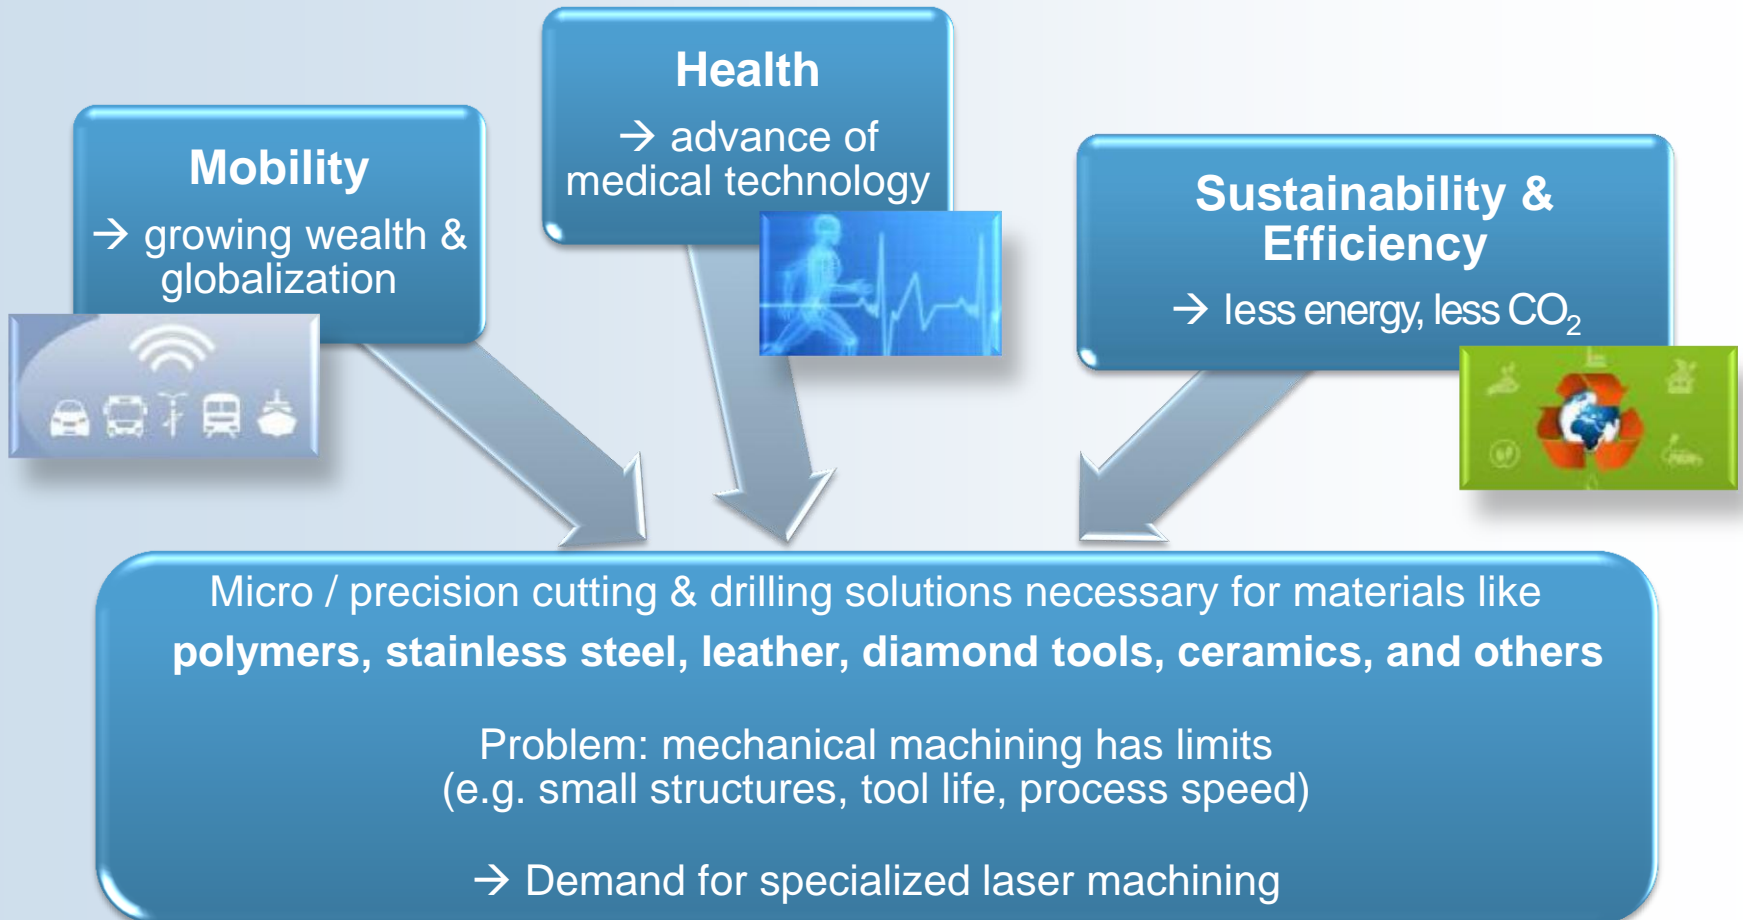 Mobility
→ growing wealth &
globalization
Health
→ advance of
medical technology
Sustainability &
Efficiency
→ less energy, less CO₂
Micro / precision cutting & drilling solutions necessary for materials like
polymers, stainless steel, leather, diamond tools, ceramics, and others
Problem: mechanical machining has limits
(e.g. small structures, tool life, process speed)
→ Demand for specialized laser machining